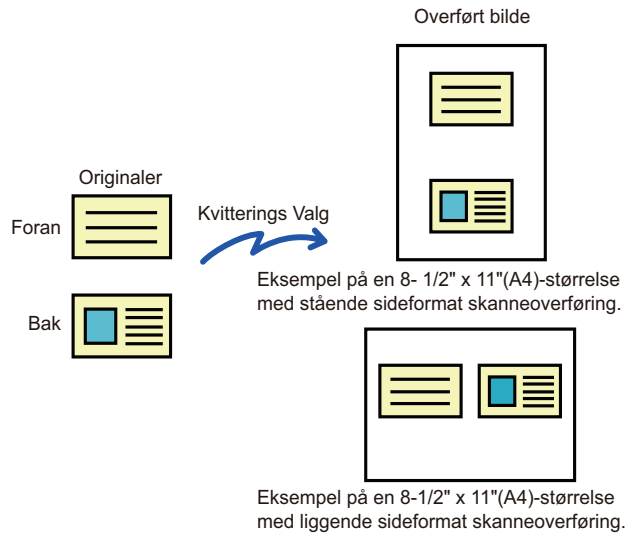 Overført bilde
Originaler
Foran
Kvitterings Valg
Bak
Eksempel på en 8- 1/2" x 11"(A4)-størrelse
med stående sideformat skanneoverføring.
Eksempel på en 8-1/2" x 11"(A4)-størrelse
med liggende sideformat skanneoverføring.